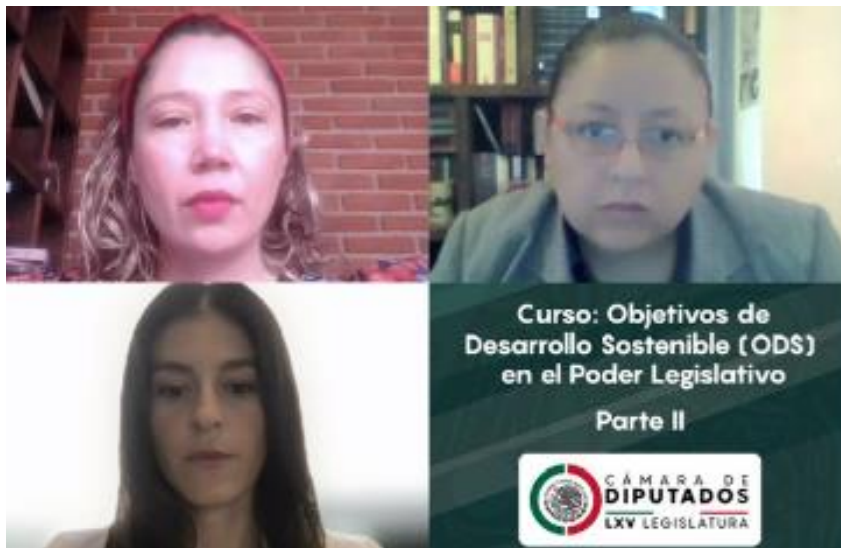 Curso: Objetivos de
Desarrollo Sostenible (ODS)
en el Poder Legislativo
Parte II
CÁMARA DE
DIPUTADOS
LXV LEGISLATURA